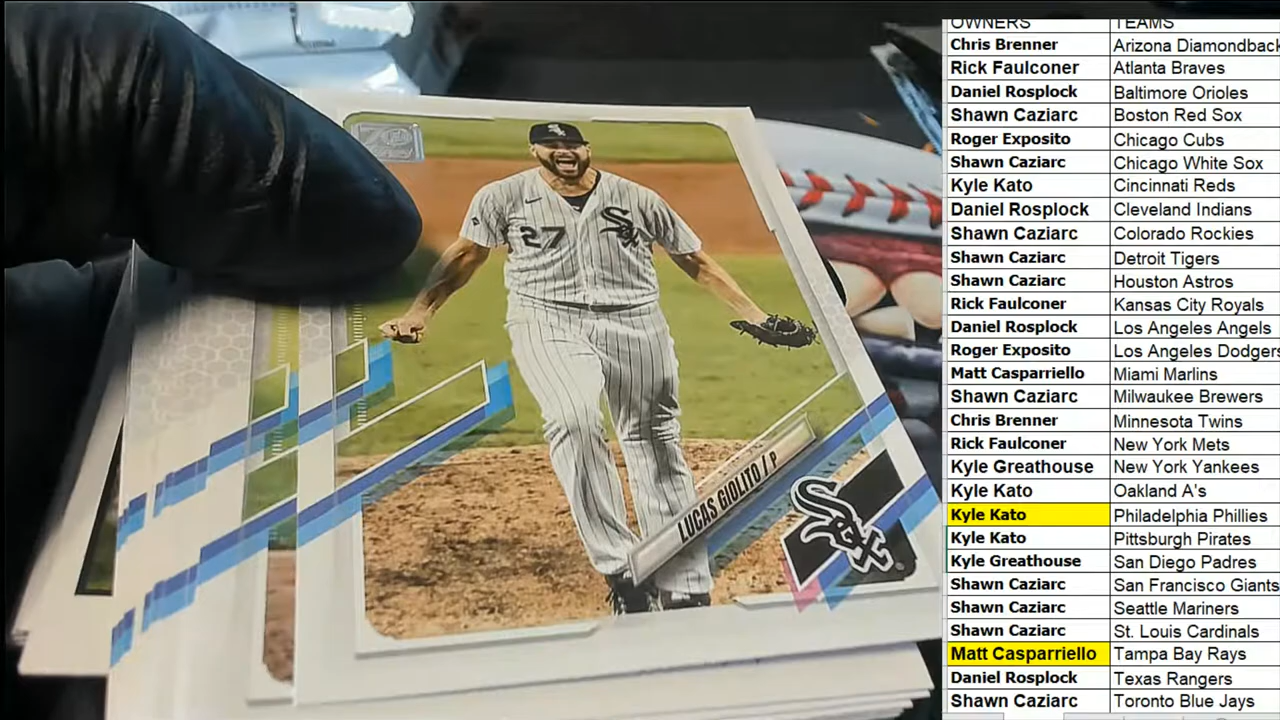 OWNERS TEAMS
Chris Brenner Arizona Diamondback
Rick Faulconer Atlanta Braves
Daniel Rosplock Baltimore Orioles
Shawn Caziarc Boston Red Sox
Roger Exposito Chicago Cubs
Shawn Caziarc Chicago White Sox
Kyle Kato Cincinnati Reds
Daniel Rosplock Cleveland Indians
Shawn Caziarc Colorado Rockies
Shawn Caziarc Detroit Tigers
Shawn Caziarc Houston Astros
Rick Faulconer Kansas City Royals
Daniel Rosplock Los Angeles Angels
Roger Exposito Los Angeles Dodgers
Matt Casparriello Miami Marlins
Shawn Caziarc Milwaukee Brewers
Chris Brenner Minnesota Twins
Rick Faulconer New York Mets
Kyle Greathouse New York Yankees
Kyle Kato Oakland A's
Kyle Kato Philadelphia Phillies
Kyle Kato Pittsburgh Pirates
Kyle Greathouse San Diego Padres
Shawn Caziarc San Francisco Giants
Shawn Caziarc Seattle Mariners
Shawn Caziarc St. Louis Cardinals
Matt Casparriello Tampa Bay Rays
Daniel Rosplock Texas Rangers
Shawn Caziarc Toronto Blue Jays
Sox
27
LUCAS GIOLITO / P
Sox